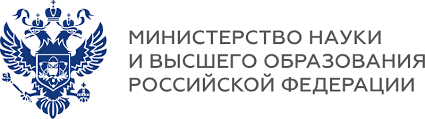 МИНИСТЕРСТВО НАУКИ
И ВЫСШЕГО ОБРАЗОВАНИЯ
РОССИЙСКОЙ ФЕДЕРАЦИИ